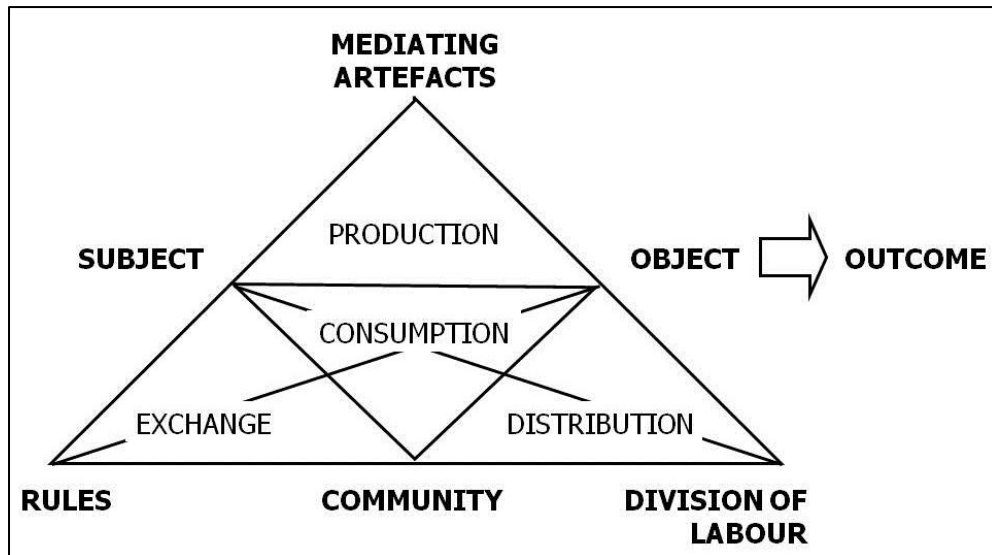 MEDIATING
ARTEFACTS
PRODUCTION
SUBJECT
OBJECT
OUTCOME
CONSUMPTION
EXCHANGE
DISTRIBUTION
RULES
COMMUNITY
DIVISION OF
LABOUR